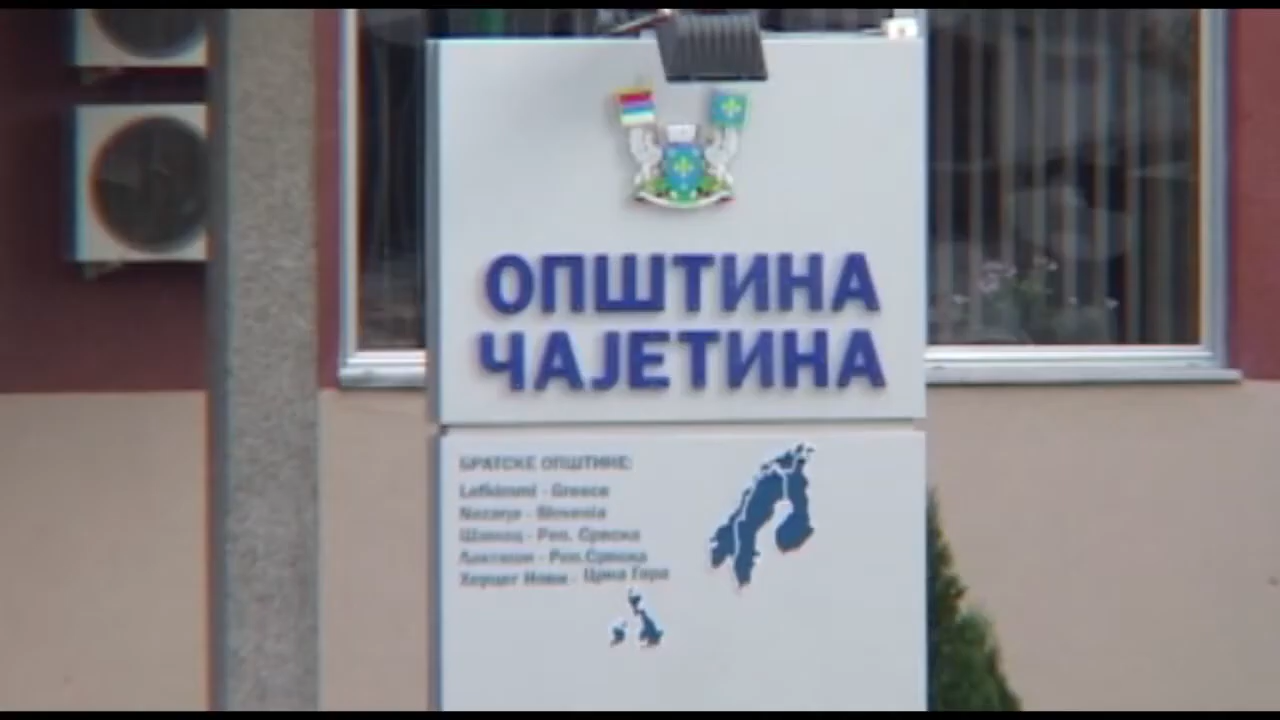 ОПШТИНА
ЧАЈЕТИНА
БРАТСКЕ ОПШТИНЕ:
Lefkimmi - Greece
Nazarje - Slovenia
Шамац - Реп. Српска
Лакташи - Реп.Српска
Херцег Нови - Црна Гора